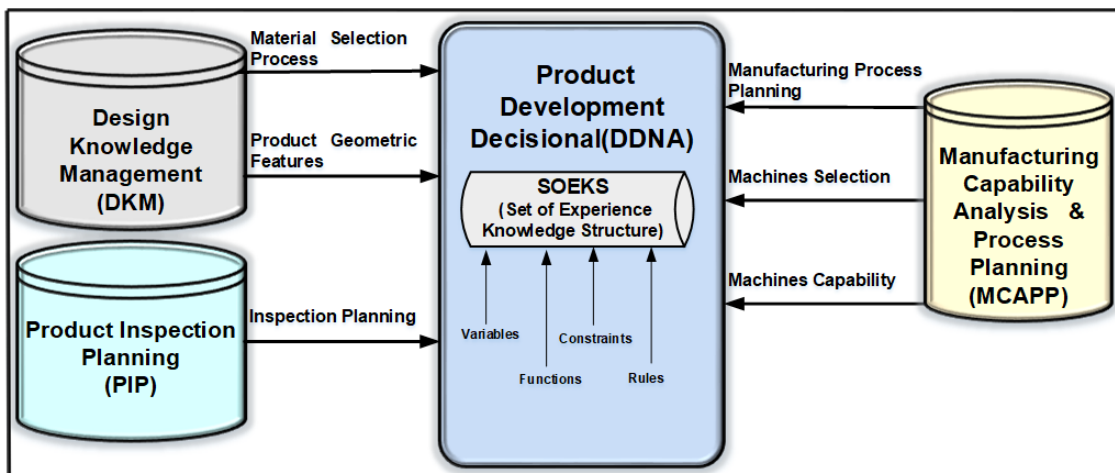 Design
Knowledge
Management
(DKM)
Product Inspection
Planning
(PIP)
Material Selection
Process
Product Geometric
Features
Inspection Planning
Product
Development
Decisional(DDNA)
SOEKS
( Set of Experience
Knowledge Structure)
Variables
Constraints
Functions
Rules
Manufacturing Process
Planning
Machines Selection
Machines Capability
Manufacturing
Capability
Analysis &
Process
Planning
(MCAPP)